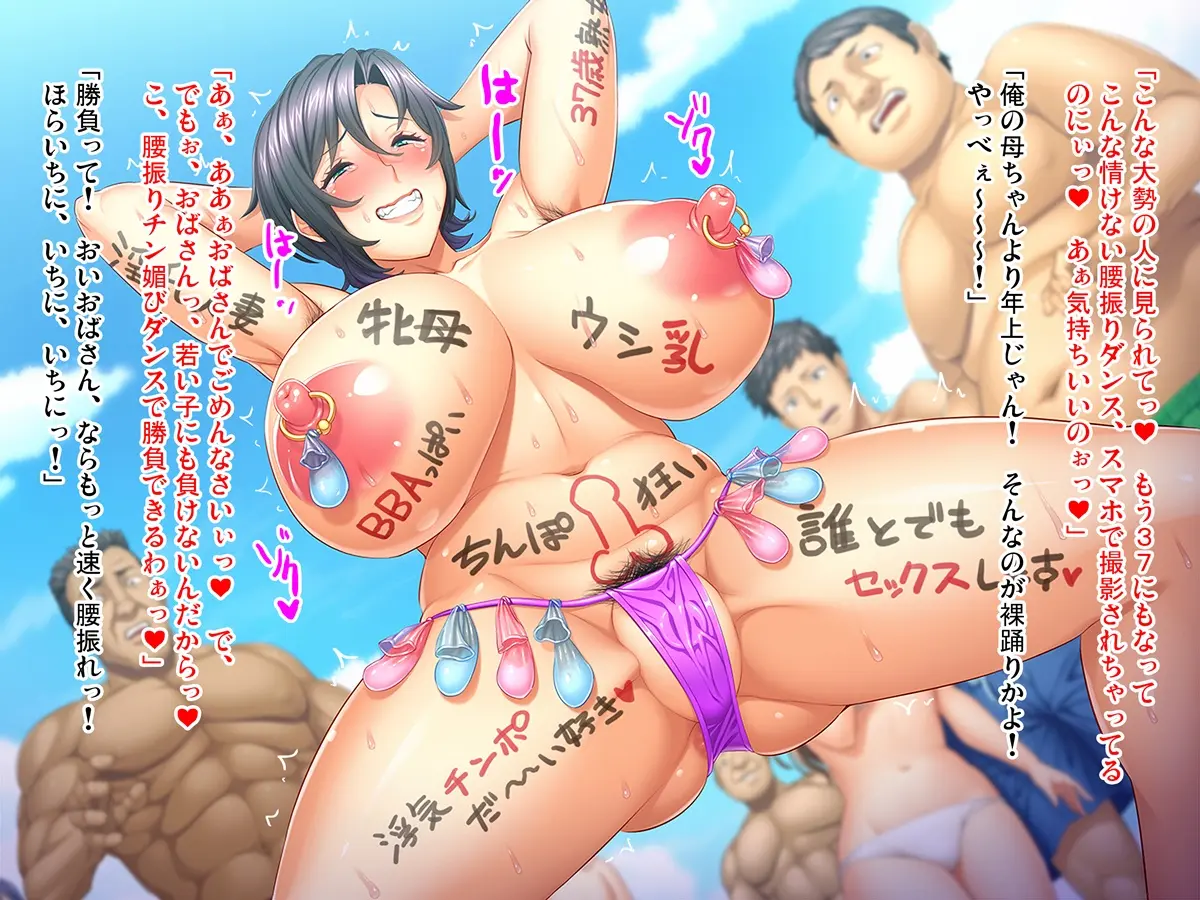 「こんな大勢の人に見られてっ♥　もう３７にもなって
こんな情けない腰振りダンス、スマホで撮影されちゃってる
のにぃっ♥　あぁ気持ちいいのぉっ♥」
「俺の母ちゃんより年上じゃん！　そんなのが裸踊りかよ！
やっべぇ～～～～！」
「あぁ、ああぁおばさんでごめんなさいぃっ♥　で、
でもぉ、おばさんっ、若い子にも負けないんだからっ♥
こ、腰振りチン媚びダンスで勝負できるわぁっ♥」
「勝負って！　おいおばさん、ならもっと速く腰振れっ！
ほらいちに、いちに、いちにっ！」
37歳熟女
はーッ
ゾクッ♥
はーッ
妻
牝母
ウシ乳
BBAっぱい
ちんぽ
狂い
ゾクッ♥
誰とでも
セックスします♥
浮気チンポ
だ～～い好き♥